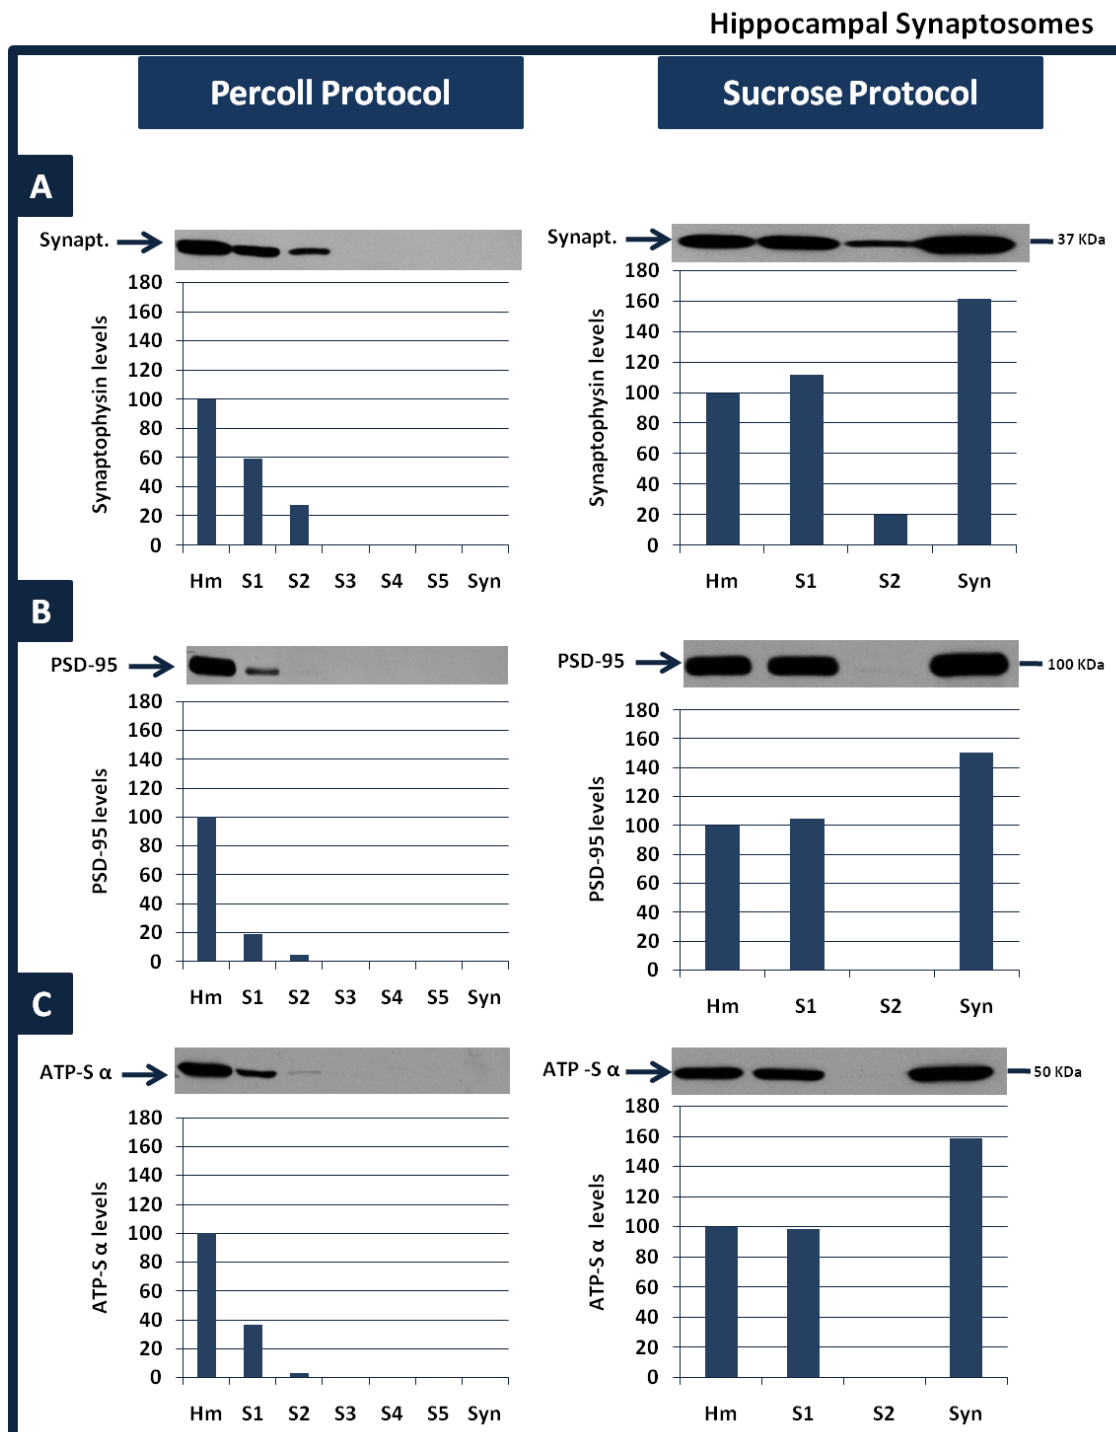 Hippocampal Synaptosomes
Percoll Protocol
Sucrose Protocol
A
Synapt.
Synaptophysin levels
180
160
140
120
100
80
60
40
20
0
Hm S1 S2 S3 S4 S5 Syn
Synapt.
37 KDa
Synaptophysin levels
180
160
140
120
100
80
60
40
20
0
Hm S1 S2 Syn
B
PSD-95
PSD-95 levels
180
160
140
120
100
80
60
40
20
0
Hm S1 S2 S3 S4 S5 Syn
PSD-95
100 KDa
PSD-95 levels
180
160
140
120
100
80
60
40
20
0
Hm S1 S2 Syn
C
ATP-S α
ATP-S α levels
180
160
140
120
100
80
60
40
20
0
Hm S1 S2 S3 S4 S5 Syn
ATP -S α
50 KDa
ATP-S α levels
180
160
140
120
100
80
60
40
20
0
Hm S1 S2 Syn